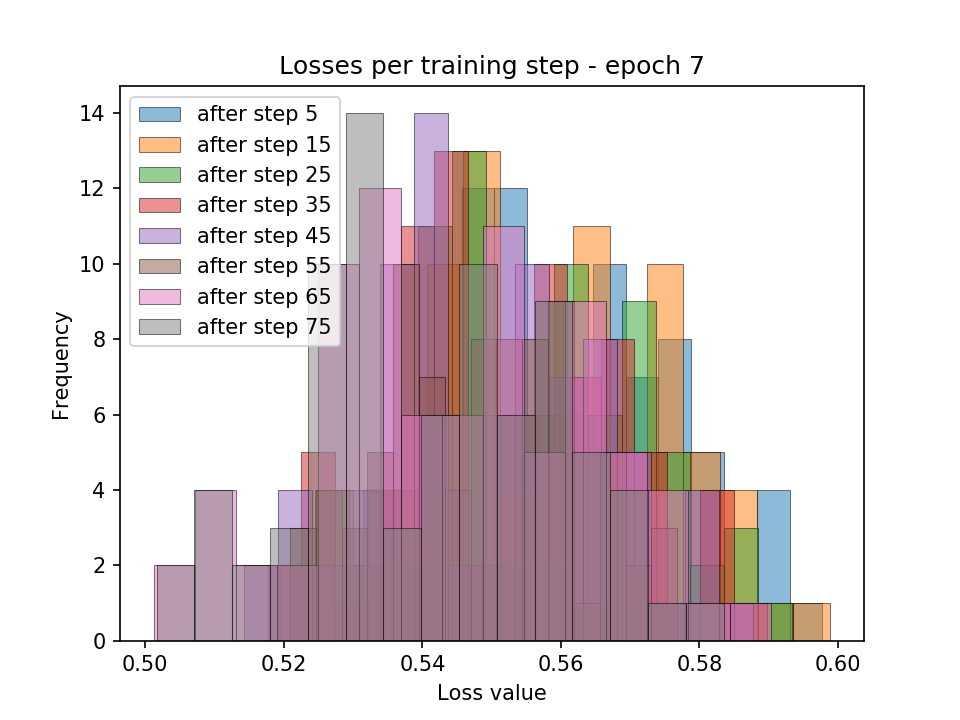 Losses per training step - epoch 7
after step 5
after step 15
after step 25
after step 35
after step 45
after step 55
after step 65
after step 75
14
12
10
8
6
4
2
0
Frequency
0.50 0.52 0.54 0.56 0.58 0.60
Loss value